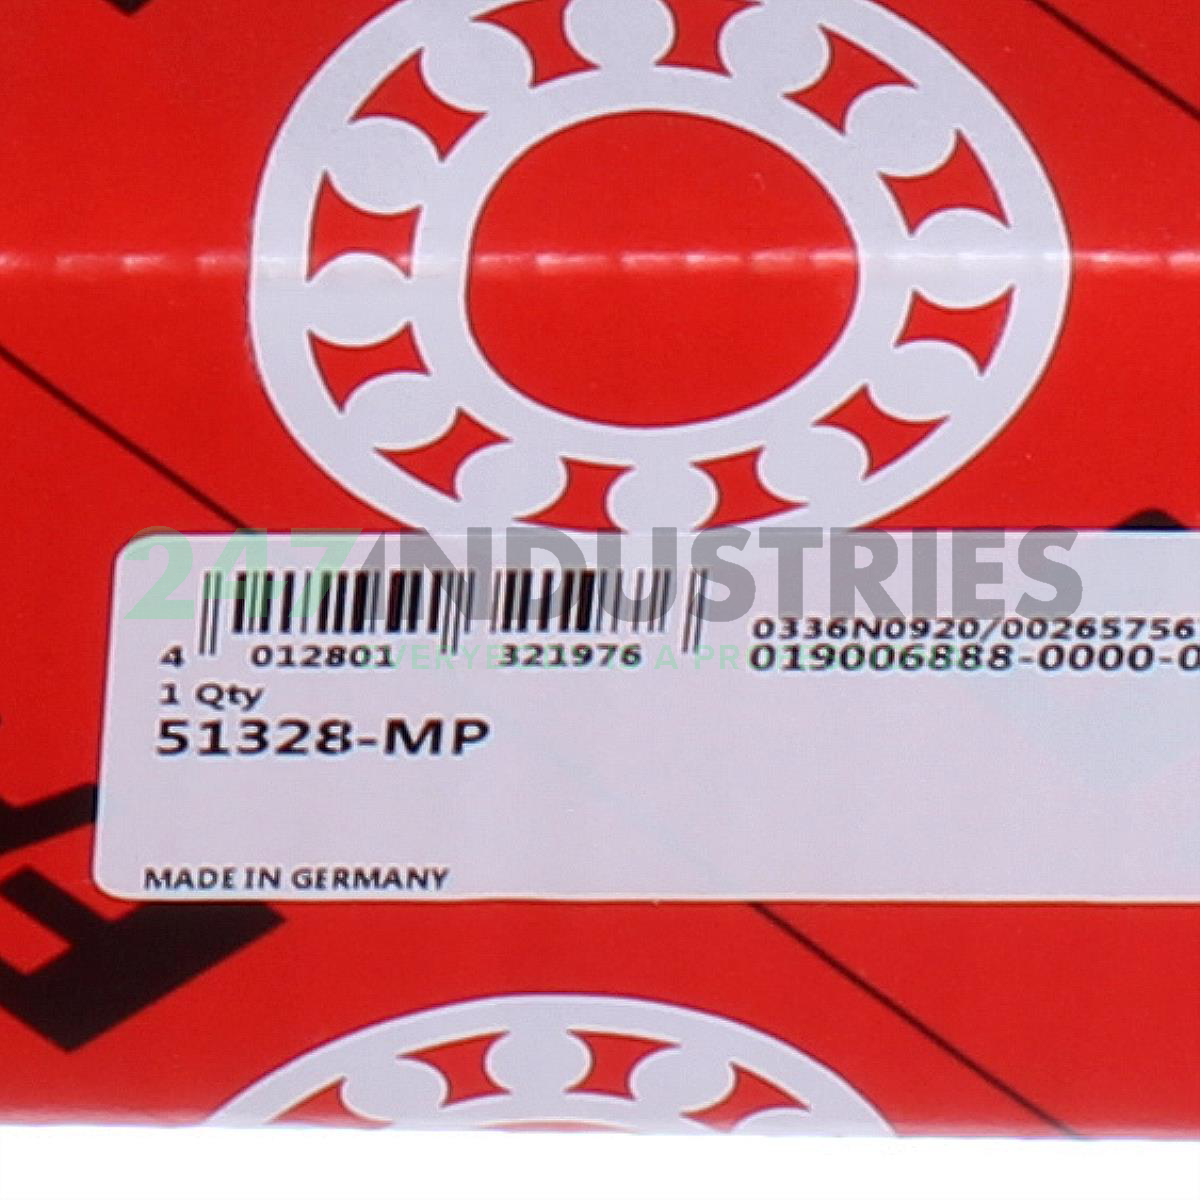 247INDUSTRIES
0336N0920/00265756
4 012801 321976
019006888-0000-0
1 Qty
51328-MP
MADE IN GERMANY